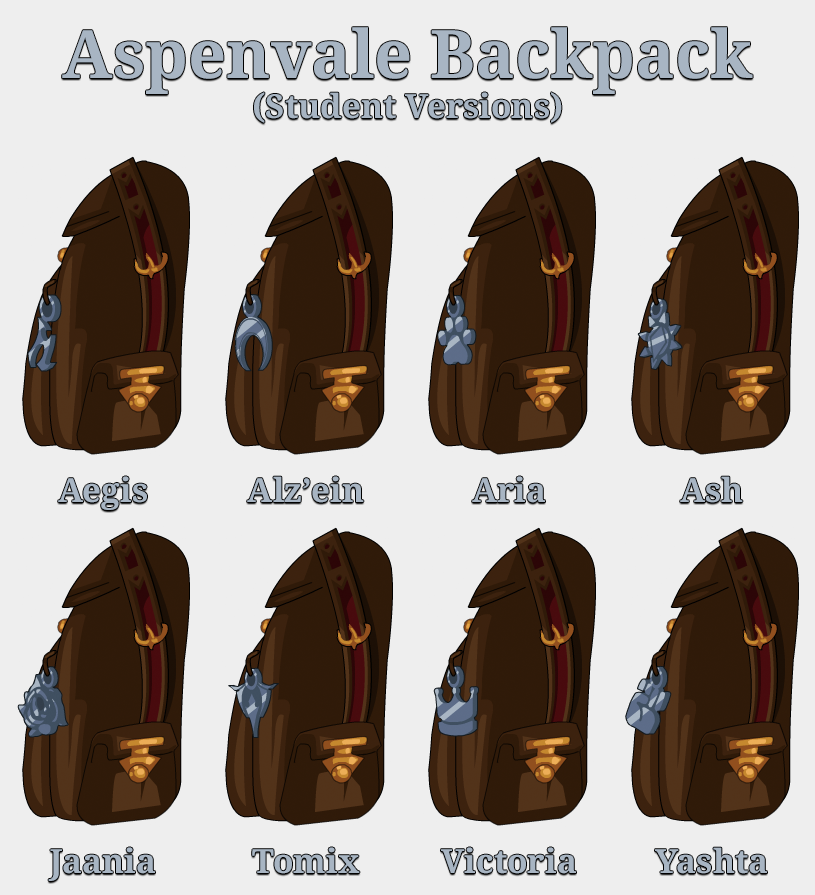 Aspenvale Backpack
(Student Versions)
Aegis Alz’ein Aria Ash
Jaania Tomix Victoria Yashta